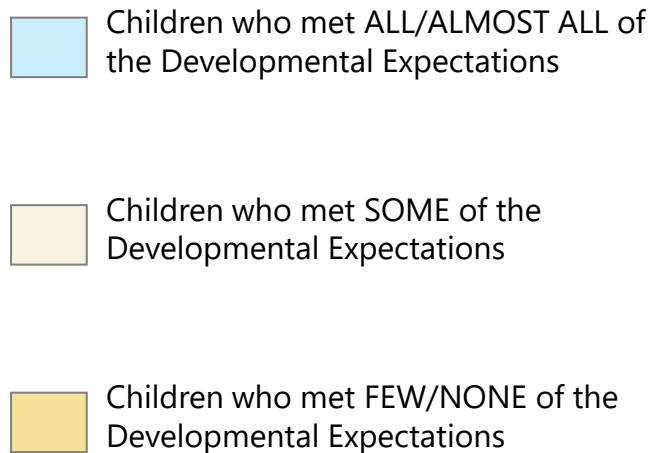 Children who met ALL/ALMOST ALL of
the Developmental Expectations
Children who met SOME of the
Developmental Expectations
Children who met FEW/NONE of the
Developmental Expectations